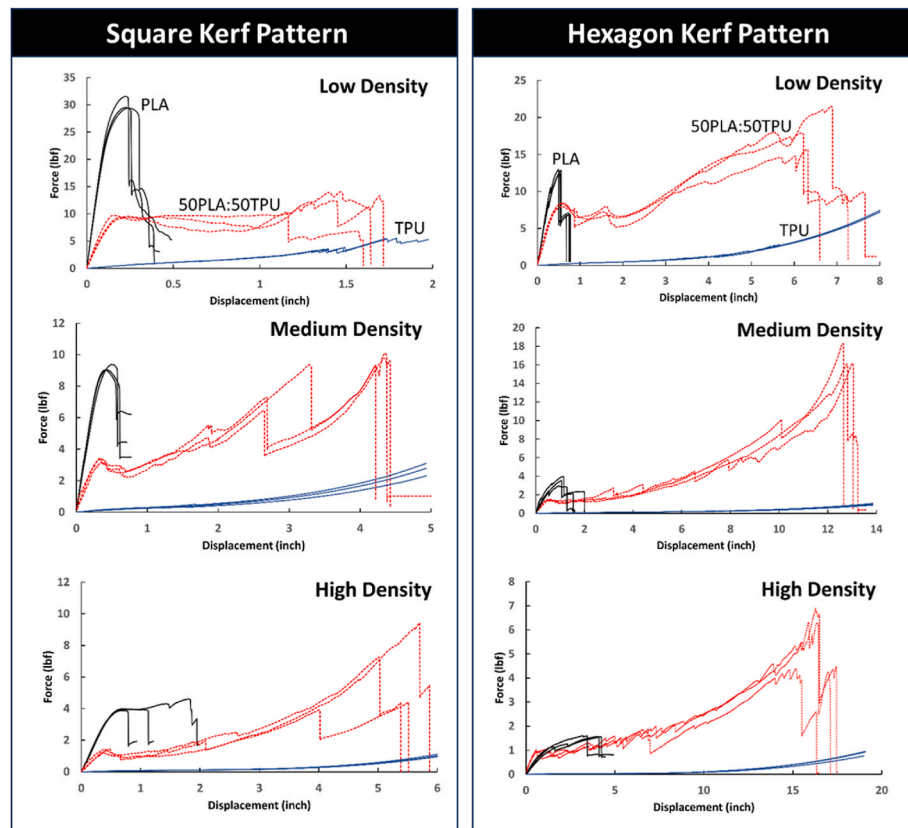 Square Kerf Pattern
Low Density
35
30
25
20
15
10
5
0
Force (lbf)
PLA
50PLA:50TPU
TPU
0 0.5 1 1.5 2
Displacement (inch)
Medium Density
12
10
8
6
4
2
0
Force (lbf)
0 1 2 3 4 5
Displacement (inch)
High Density
12
10
8
6
4
2
0
Force (lbf)
0 1 2 3 4 5 6
Displacement (inch)
Hexagon Kerf Pattern
Low Density
25
20
15
10
5
0
Force (lbf)
PLA
50PLA:50TPU
TPU
0 1 2 3 4 5 6 7 8
Displacement (inch)
Medium Density
20
18
16
14
12
10
8
6
4
2
0
Force (lbf)
0 2 4 6 8 10 12 14
Displacement (inch)
High Density
8
7
6
5
4
3
2
1
0
Force (lbf)
0 5 10 15 20
Displacement (inch)